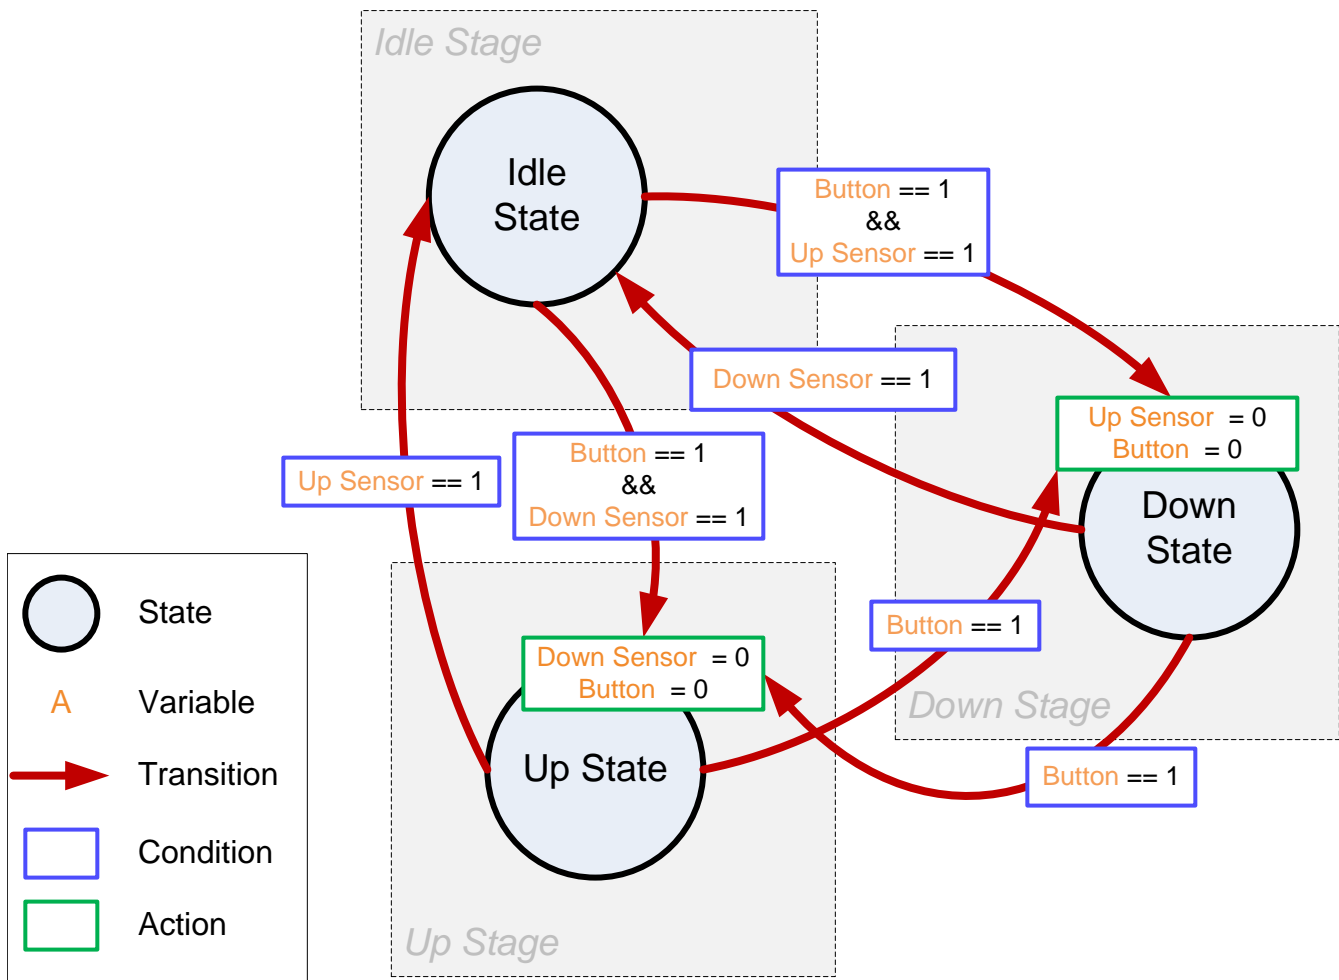 Idle Stage
Idle
State
Button == 1
&&
Up Sensor == 1
Down Sensor == 1
Up Sensor == 1
Button == 1
&&
Down Sensor == 1
Up Sensor = 0
Button = 0
Down
State
Button == 1
Down Stage
Button == 1
Down Sensor = 0
Button = 0
Up State
Up Stage
State
A Variable
Transition
Condition
Action